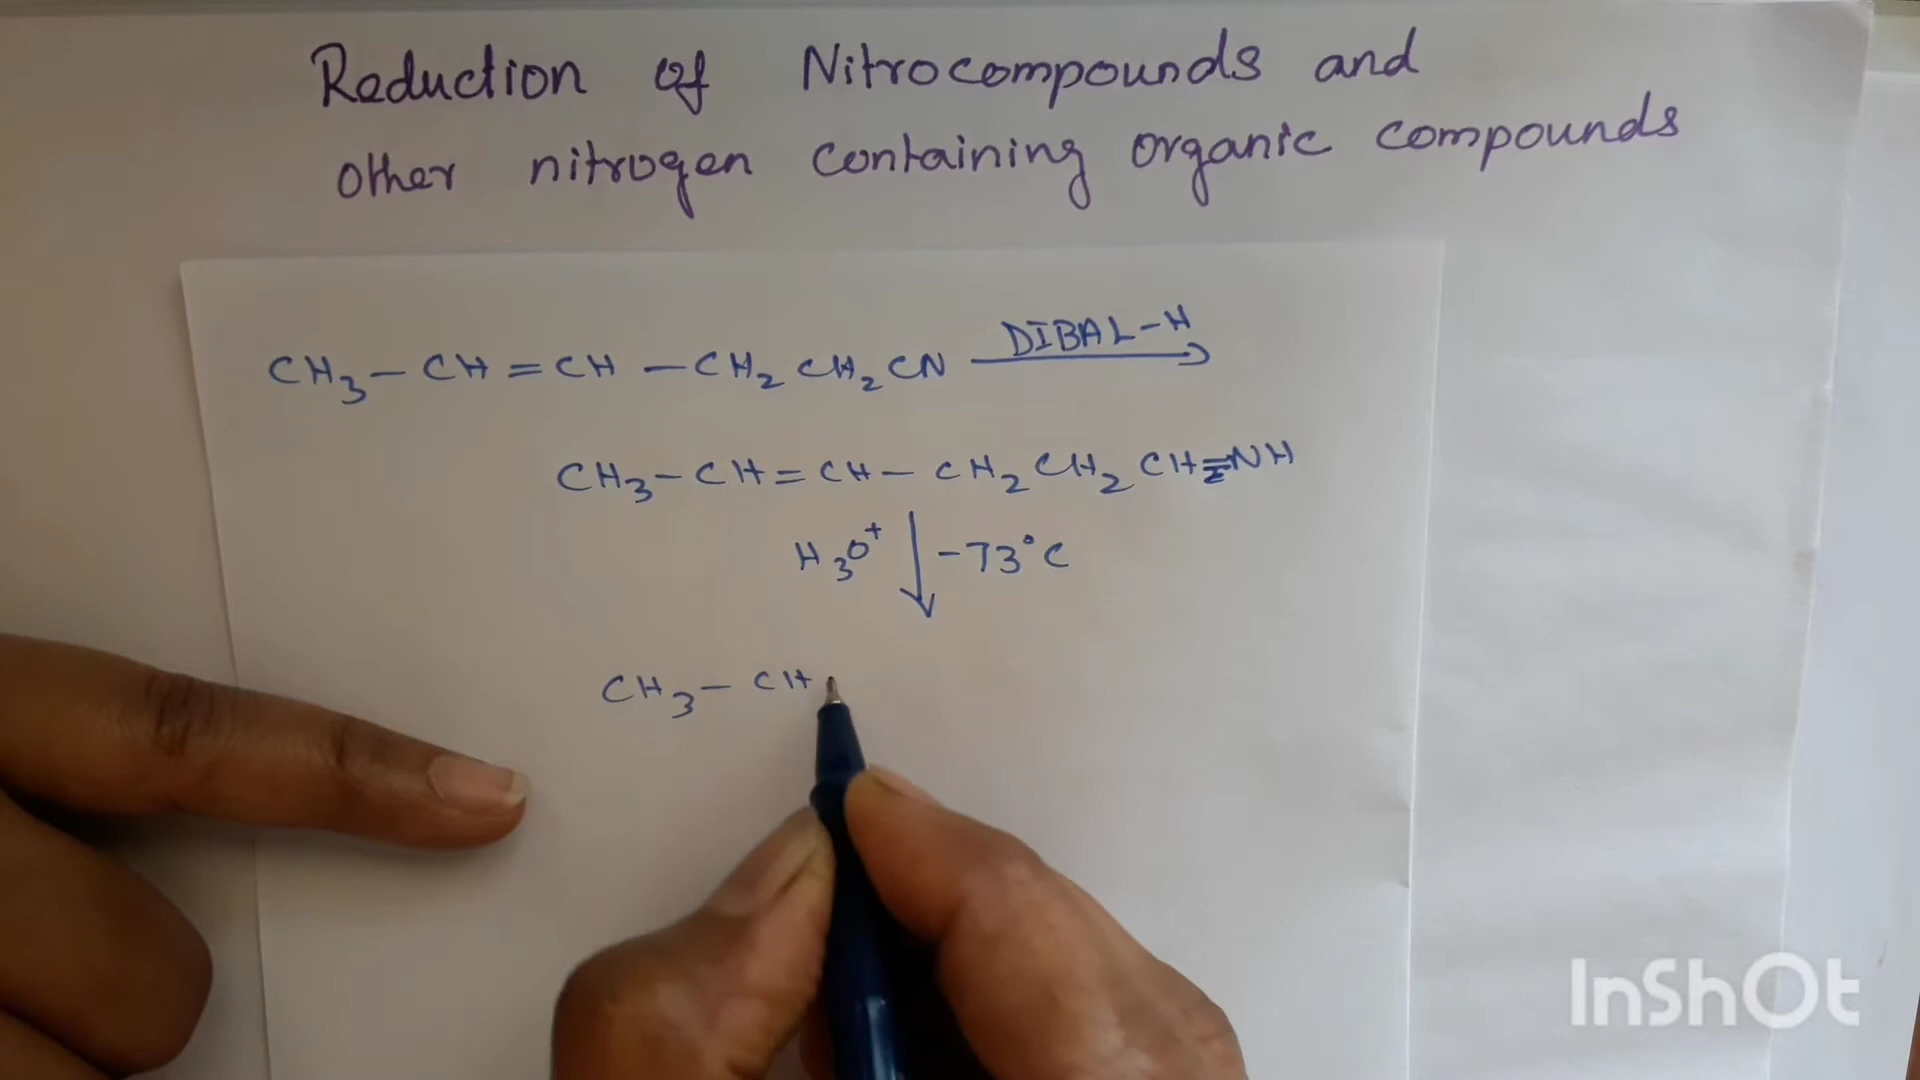 Reduction of Nitrocompounds and
other nitrogen containing organic compounds
CH₃ — CH = CH — CH₂ CH₂ CN DIBAL-H →
CH₃ — CH = CH — CH₂ CH₂ CH=NH
H₃O⁺ ↓ -73°C
CH₃ — CH
InShOt